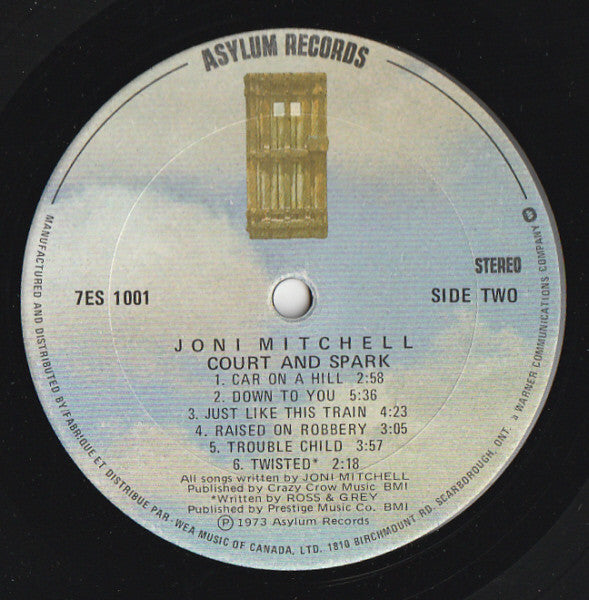 ASYLUM RECORDS
STEREO
7ES 1001
SIDE TWO
JONI MITCHELL
COURT AND SPARK
1. CAR ON A HILL 2:58
2. DOWN TO YOU 5:36
3. JUST LIKE THIS TRAIN 4:23
4. RAISED ON ROBBERY 3:05
5. TROUBLE CHILD 3:57
6. TWISTED* 2:18
All songs written by JONI MITCHELL
Published by Crazy Crow Music BMI
*Written by ROSS & GREY
Published by Prestige Music Co. BMI
Ⓟ 1973 Asylum Records
MANUFACTURED AND DISTRIBUTED BY/FABRIQUE ET DISTRIBUE PAR-WEA MUSIC OF CANADA, LTD. 1810 BIRCHMOUNT RD. SCARBOROUGH, ONT. A WARNER COMMUNICATIONS COMPANY